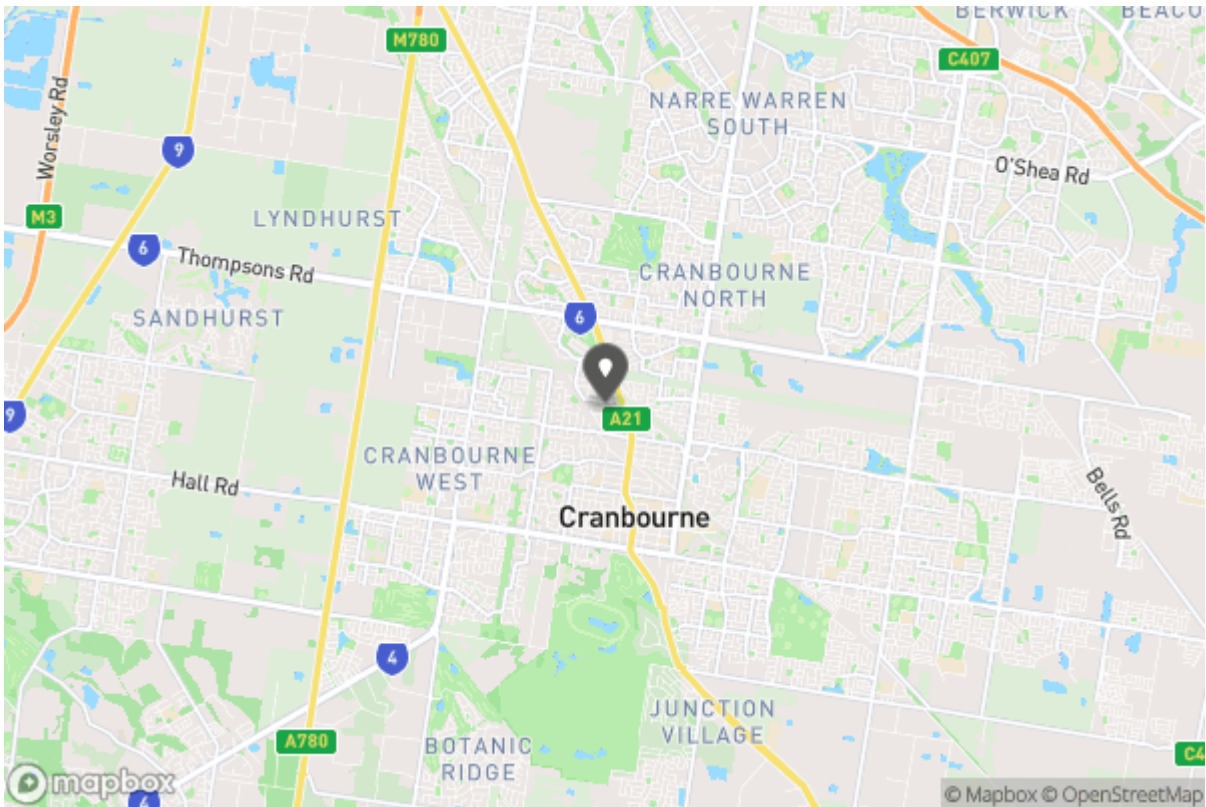 BERWICK
BEACO
M780
C407
NARRE WARREN
SOUTH
Worsley Rd
9
O'Shea Rd
M3
LYNDHURST
6
Thompsons Rd
CRANBOURNE
NORTH
SANDHURST
6
9
A21
CRANBOURNE
WEST
Hall Rd
Bells Rd
Cranbourne
4
JUNCTION
VILLAGE
A780
BOTANIC
RIDGE
C4
mapbox
4
© Mapbox © OpenStreetMap